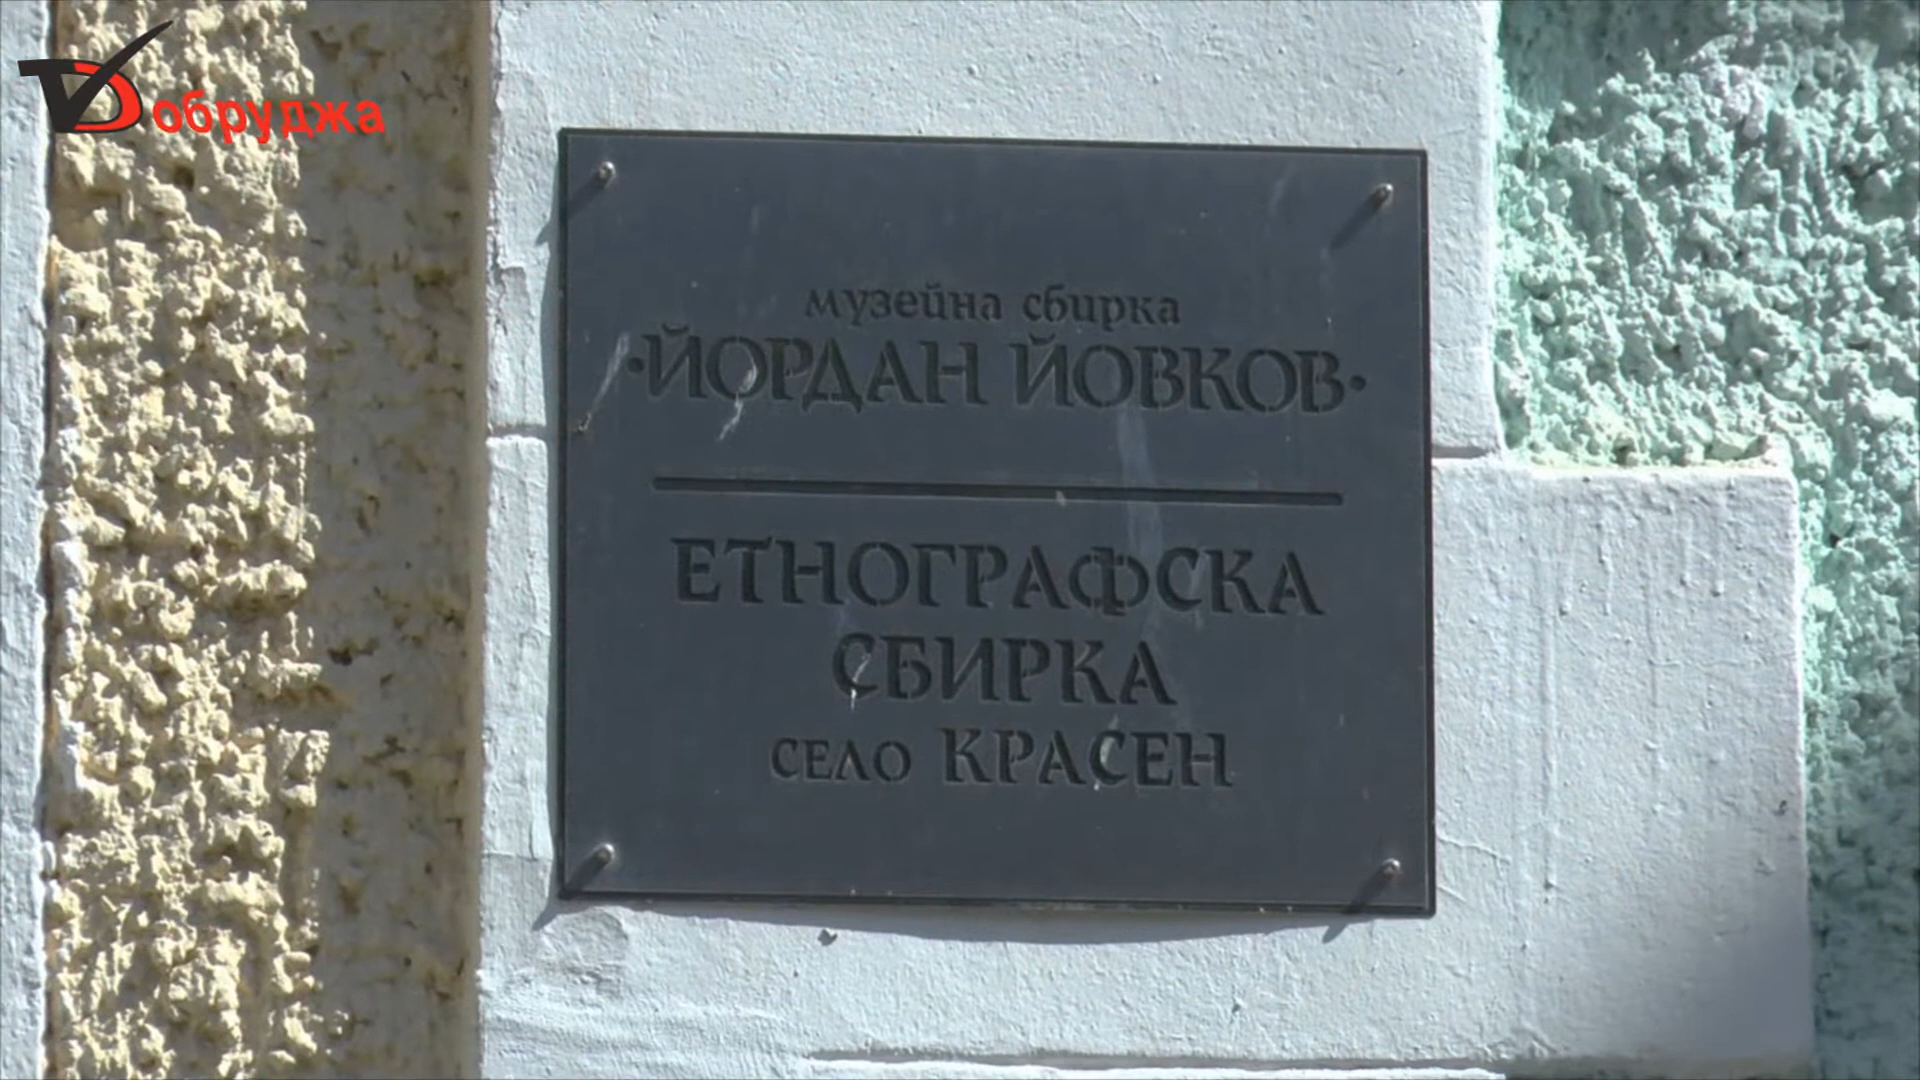 Добруджа
музейна сбирка
·ЙОРДАН ЙОВКОВ·
ЕТНОГРАФСКА
СБИРКА
село КРАСЕН